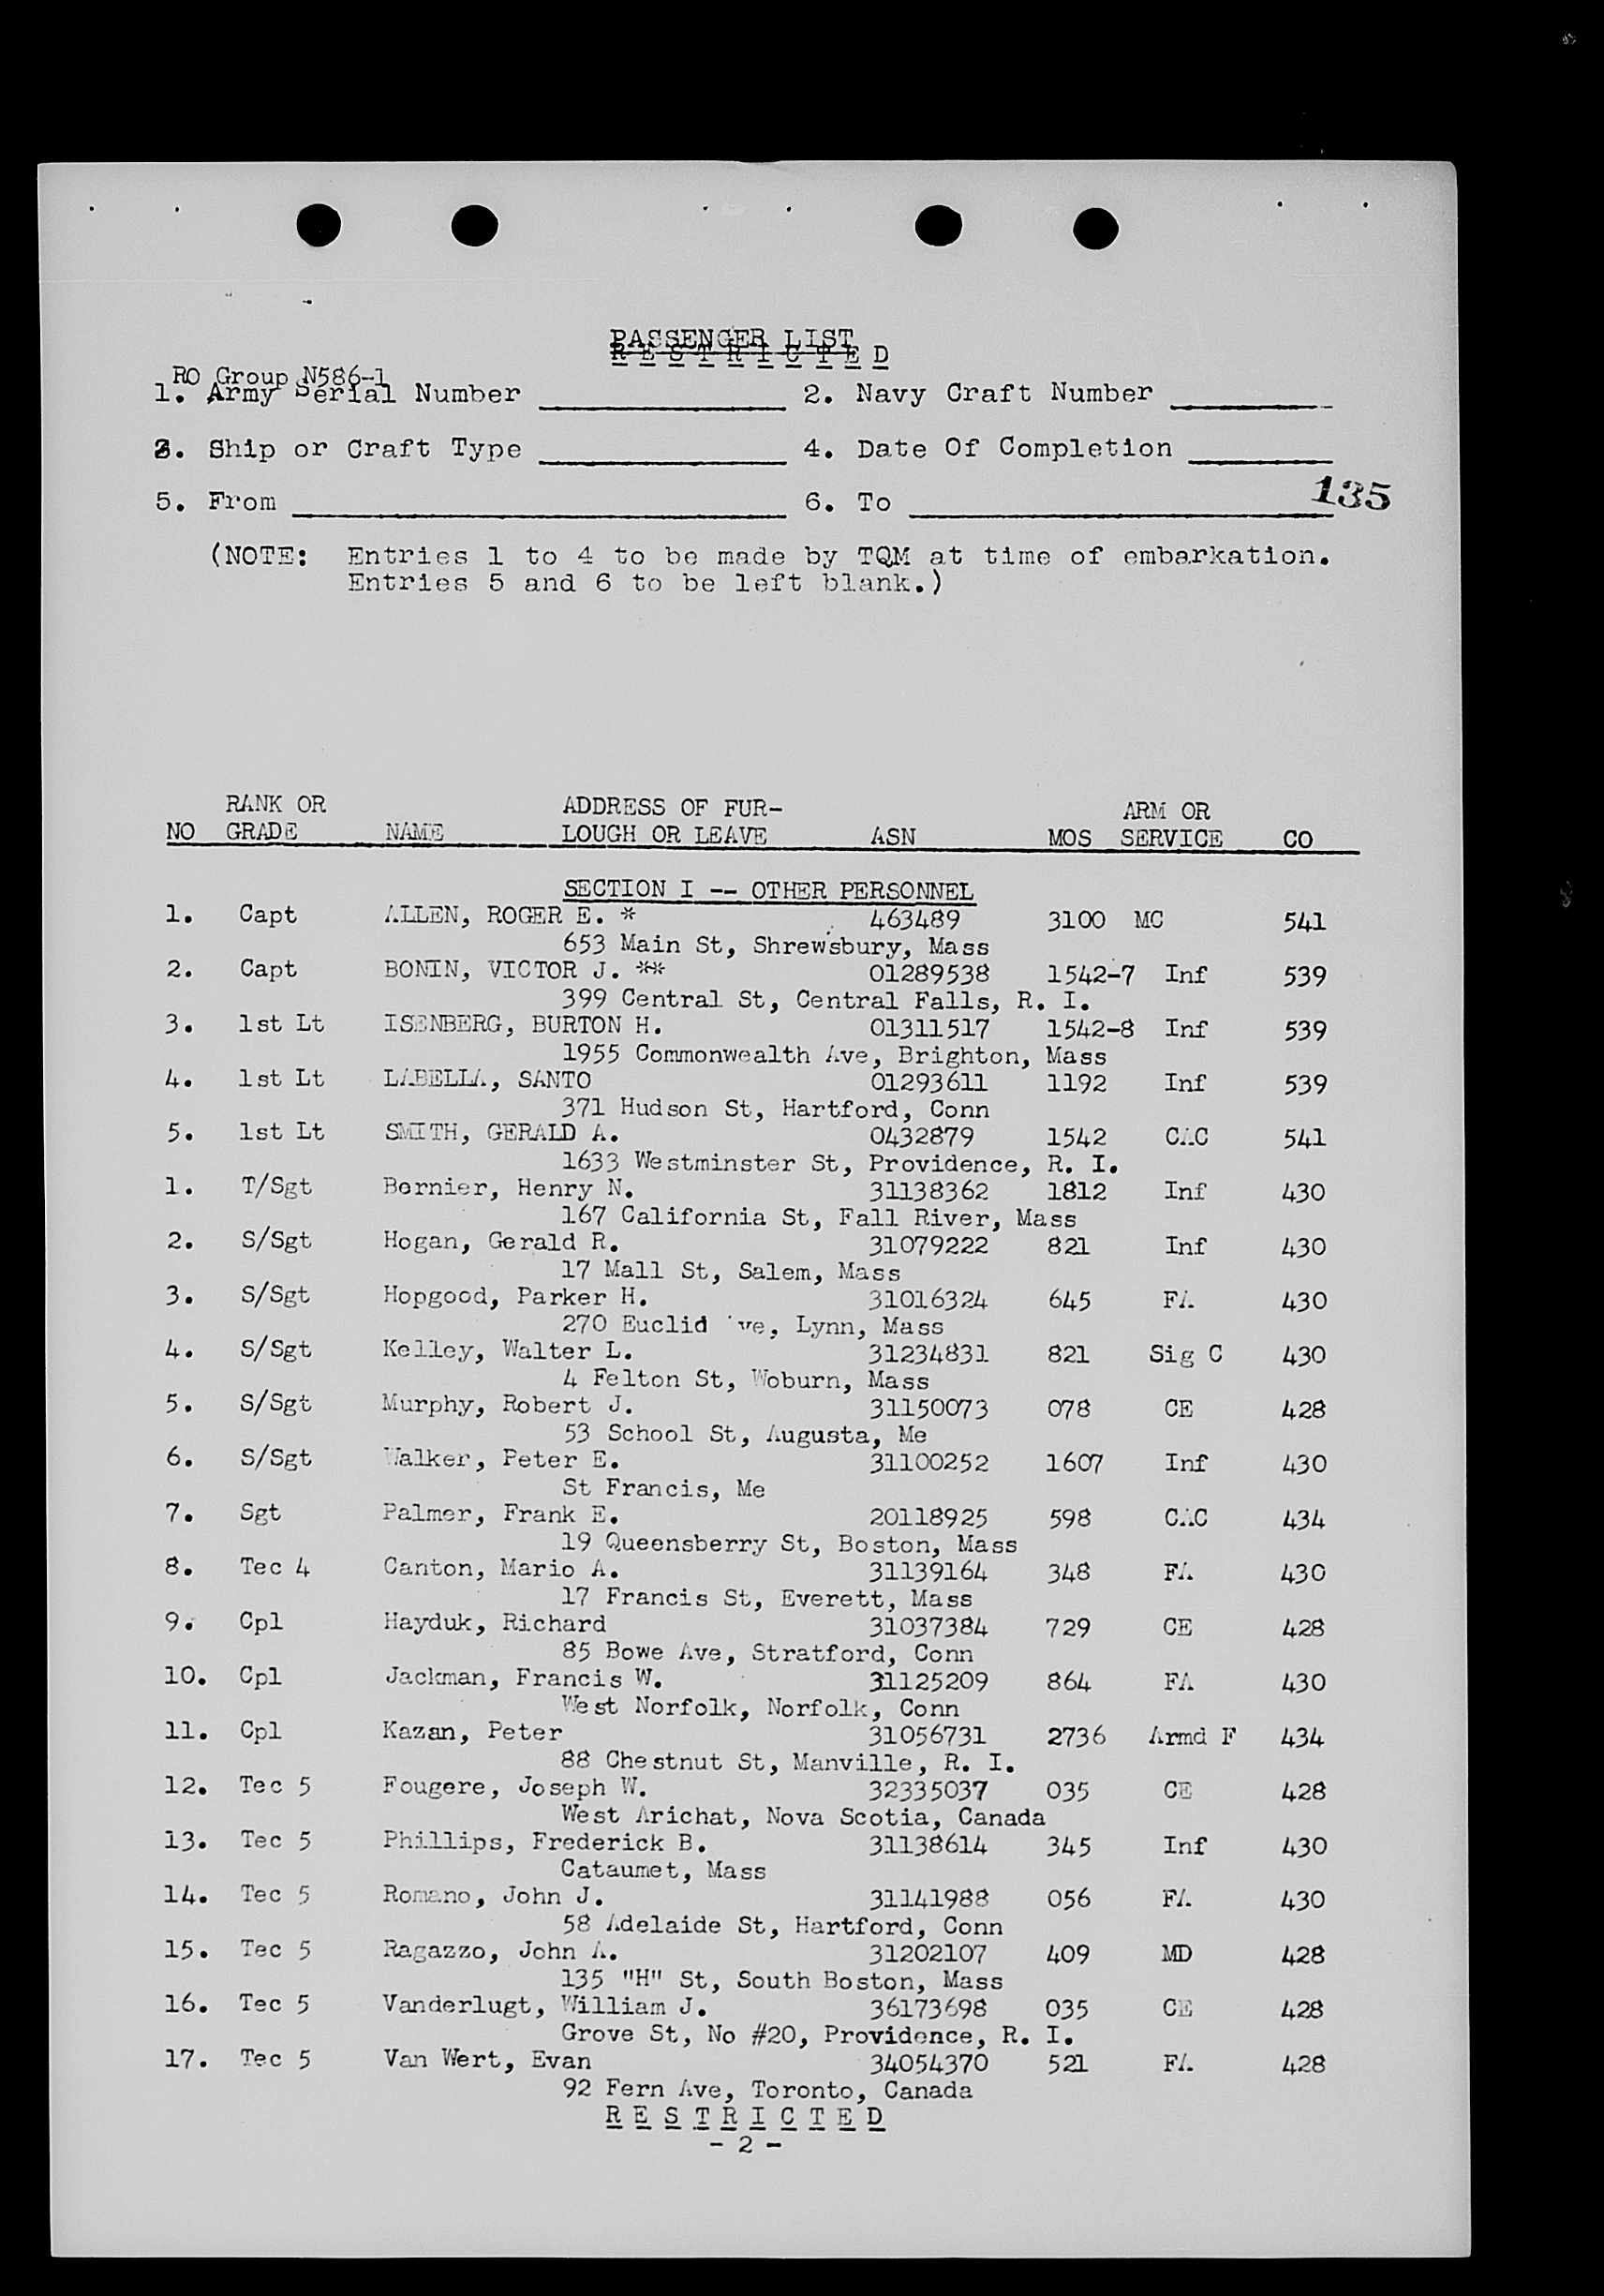 PASSENGER LIST
R E S T R I C T E D
RO Group N586-1
1. Army Serial Number 2. Navy Craft Number
3. Ship or Craft Type 4. Date Of Completion
135
5. From 6. To
(NOTE: Entries 1 to 4 to be made by TQM at time of embarkation.
Entries 5 and 6 to be left blank.)
RANK OR ADDRESS OF FUR- ARM OR
NO GRADE NAME LOUGH OR LEAVE ASN MOS SERVICE CO
SECTION I -- OTHER PERSONNEL
1. Capt ALLEN, ROGER E. * 463489 3100 MC 541
653 Main St, Shrewsbury, Mass
2. Capt BONIN, VICTOR J. ** 01289538 1542-7 Inf 539
399 Central St, Central Falls, R. I.
3. 1st Lt ISENBERG, BURTON H. 01311517 1542-8 Inf 539
1955 Commonwealth Ave, Brighton, Mass
4. 1st Lt LABELLA, SANTO 01293611 1192 Inf 539
371 Hudson St, Hartford, Conn
5. 1st Lt SMITH, GERALD A. 0432879 1542 CAC 541
1633 Westminster St, Providence, R. I.
1. T/Sgt Bernier, Henry N. 31138362 1812 Inf 430
167 California St, Fall River, Mass
2. S/Sgt Hogan, Gerald R. 31079222 821 Inf 430
17 Mall St, Salem, Mass
3. S/Sgt Hopgood, Parker H. 31016324 645 FA 430
270 Euclid Ave, Lynn, Mass
4. S/Sgt Kelley, Walter L. 31234831 821 Sig C 430
4 Felton St, Woburn, Mass
5. S/Sgt Murphy, Robert J. 31150073 078 CE 428
53 School St, Augusta, Me
6. S/Sgt Walker, Peter E. 31100252 1607 Inf 430
St Francis, Me
7. Sgt Palmer, Frank E. 20118925 598 CAC 434
19 Queensberry St, Boston, Mass
8. Tec 4 Canton, Mario A. 31139164 348 FA 430
17 Francis St, Everett, Mass
9. Cpl Hayduk, Richard 31037384 729 CE 428
85 Bowe Ave, Stratford, Conn
10. Cpl Jackman, Francis W. 31125209 864 FA 430
West Norfolk, Norfolk, Conn
11. Cpl Kazan, Peter 31056731 2736 Armd F 434
88 Chestnut St, Manville, R. I.
12. Tec 5 Fougere, Joseph W. 32335037 035 CE 428
West Arichat, Nova Scotia, Canada
13. Tec 5 Phillips, Frederick B. 31138614 345 Inf 430
Cataumet, Mass
14. Tec 5 Romano, John J. 31141988 056 FA 430
58 Adelaide St, Hartford, Conn
15. Tec 5 Ragazzo, John A. 31202107 409 MD 428
135 "H" St, South Boston, Mass
16. Tec 5 Vanderlugt, William J. 36173698 035 CE 428
Grove St, No #20, Providence, R. I.
17. Tec 5 Van Wert, Evan 34054370 521 FA 428
92 Fern Ave, Toronto, Canada
R E S T R I C T E D
- 2 -